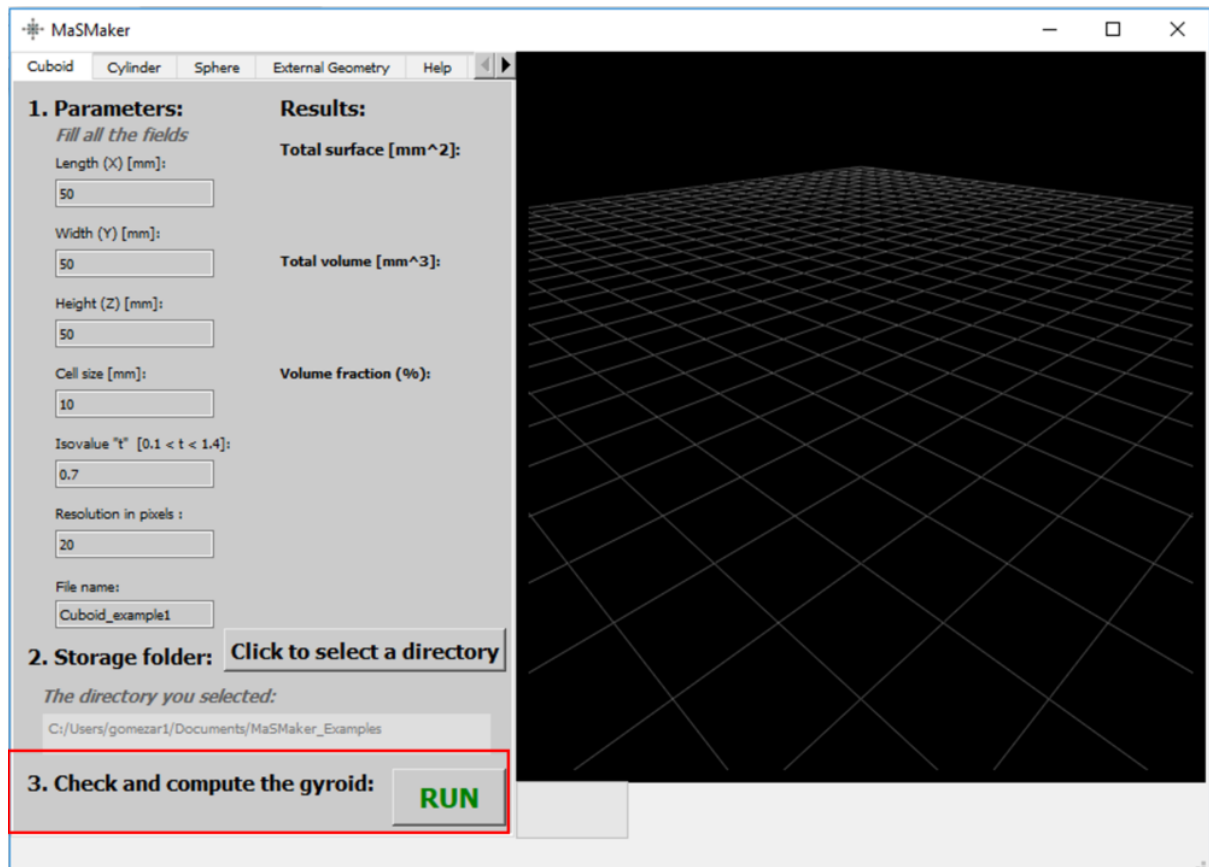 MaSMaker
Cuboid Cylinder Sphere External Geometry Help
1. Parameters:
Fill all the fields
Length (X) [mm]:
50
Width (Y) [mm]:
50
Height (Z) [mm]:
50
Cell size [mm]:
10
Isovalue "t" [0.1 < t < 1.4]:
0.7
Resolution in pixels :
20
File name:
Cuboid_example1
Results:
Total surface [mm^2]:
Total volume [mm^3]:
Volume fraction (%):
2. Storage folder: Click to select a directory
The directory you selected:
C:/Users/gomezar1/Documents/MaSMaker_Examples
3. Check and compute the gyroid: RUN